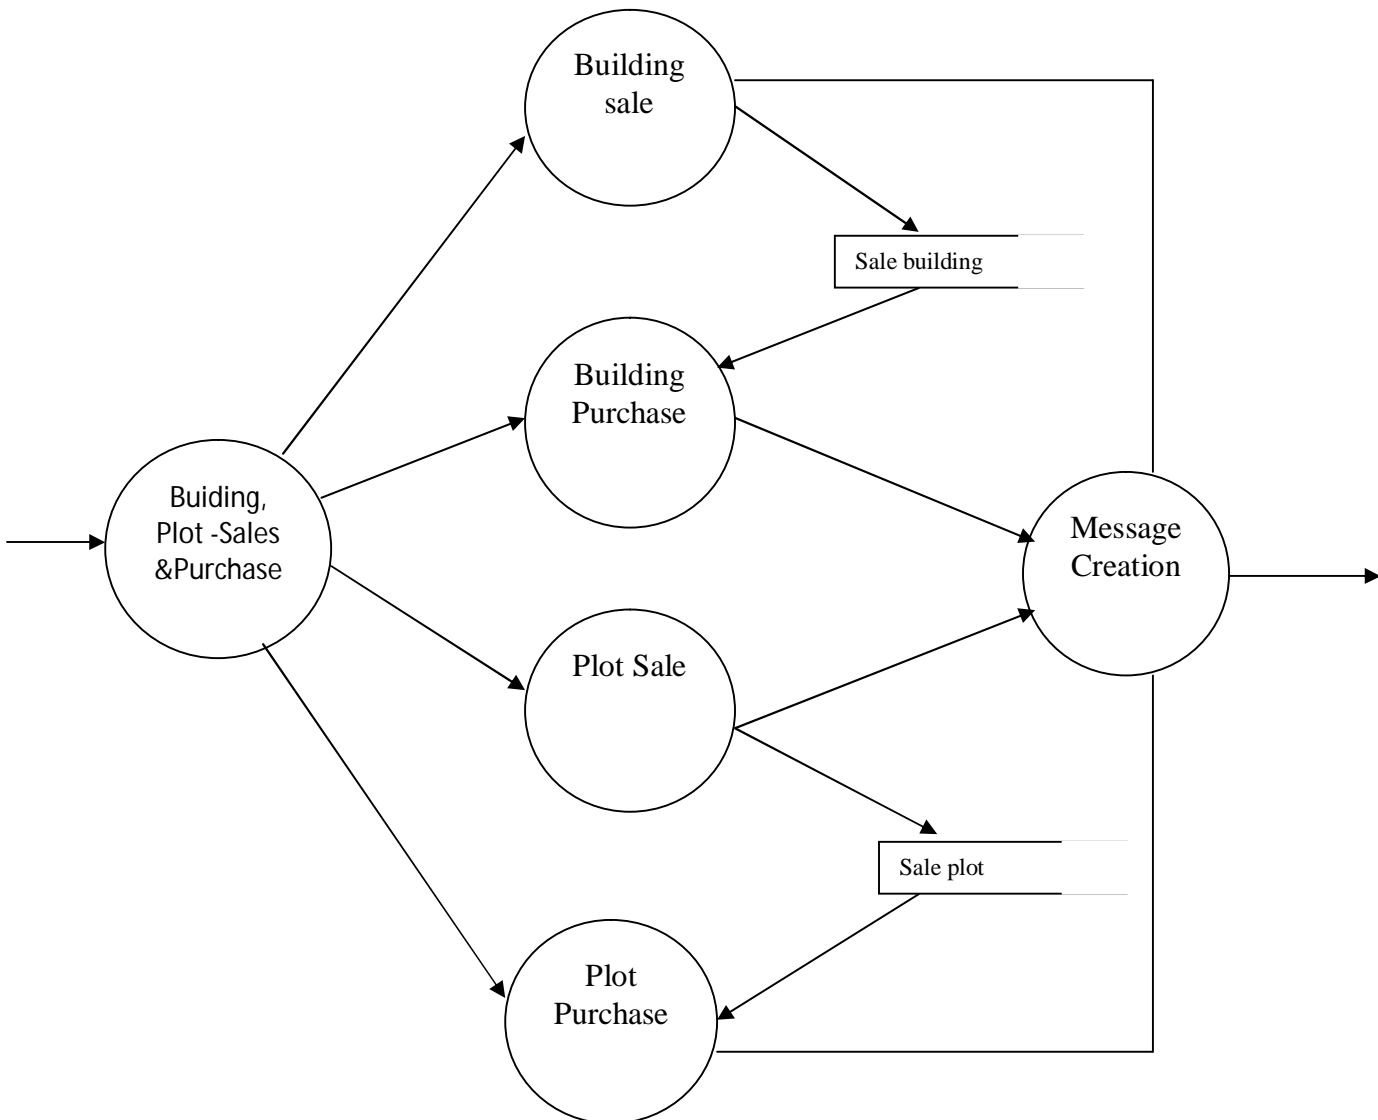 Building
sale
Sale building
Building
Purchase
Buiding,
Plot -Sales
&Purchase
Message
Creation
Plot Sale
Sale plot
Plot
Purchase